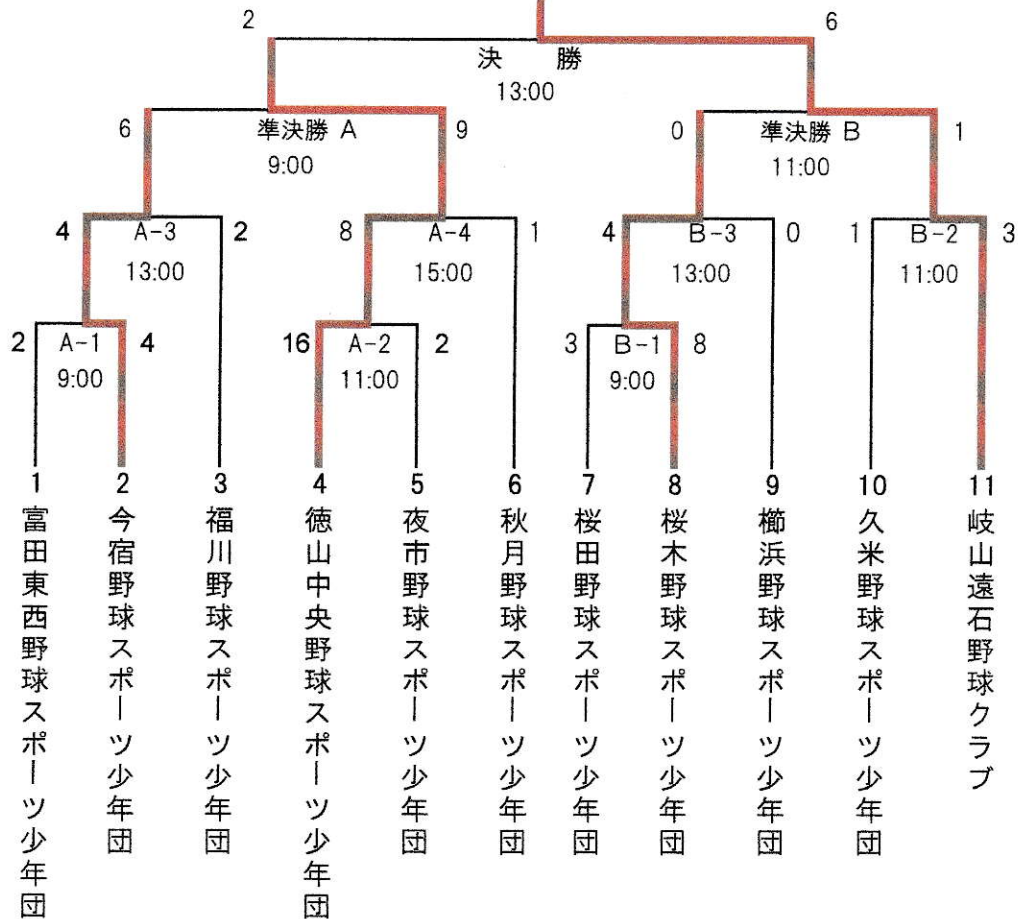 2 6
決 勝
13:00
6 準決勝 A 9 0 準決勝 B 1
9:00 11:00
4 A-3 2 8 A-4 1 4 B-3 0 1 B-2 3
13:00 15:00 13:00 11:00
2 A-1 4 16 A-2 2 3 B-1 8
9:00 11:00 9:00
1 2 3 4 5 6 7 8 9 10 11
富田東西野球スポーツ少年団
今宿野球スポーツ少年団
福川野球スポーツ少年団
徳山中央野球スポーツ少年団
夜市野球スポーツ少年団
秋月野球スポーツ少年団
桜田野球スポーツ少年団
桜木野球スポーツ少年団
櫛浜野球スポーツ少年団
久米野球スポーツ少年団
岐山遠石野球クラブ